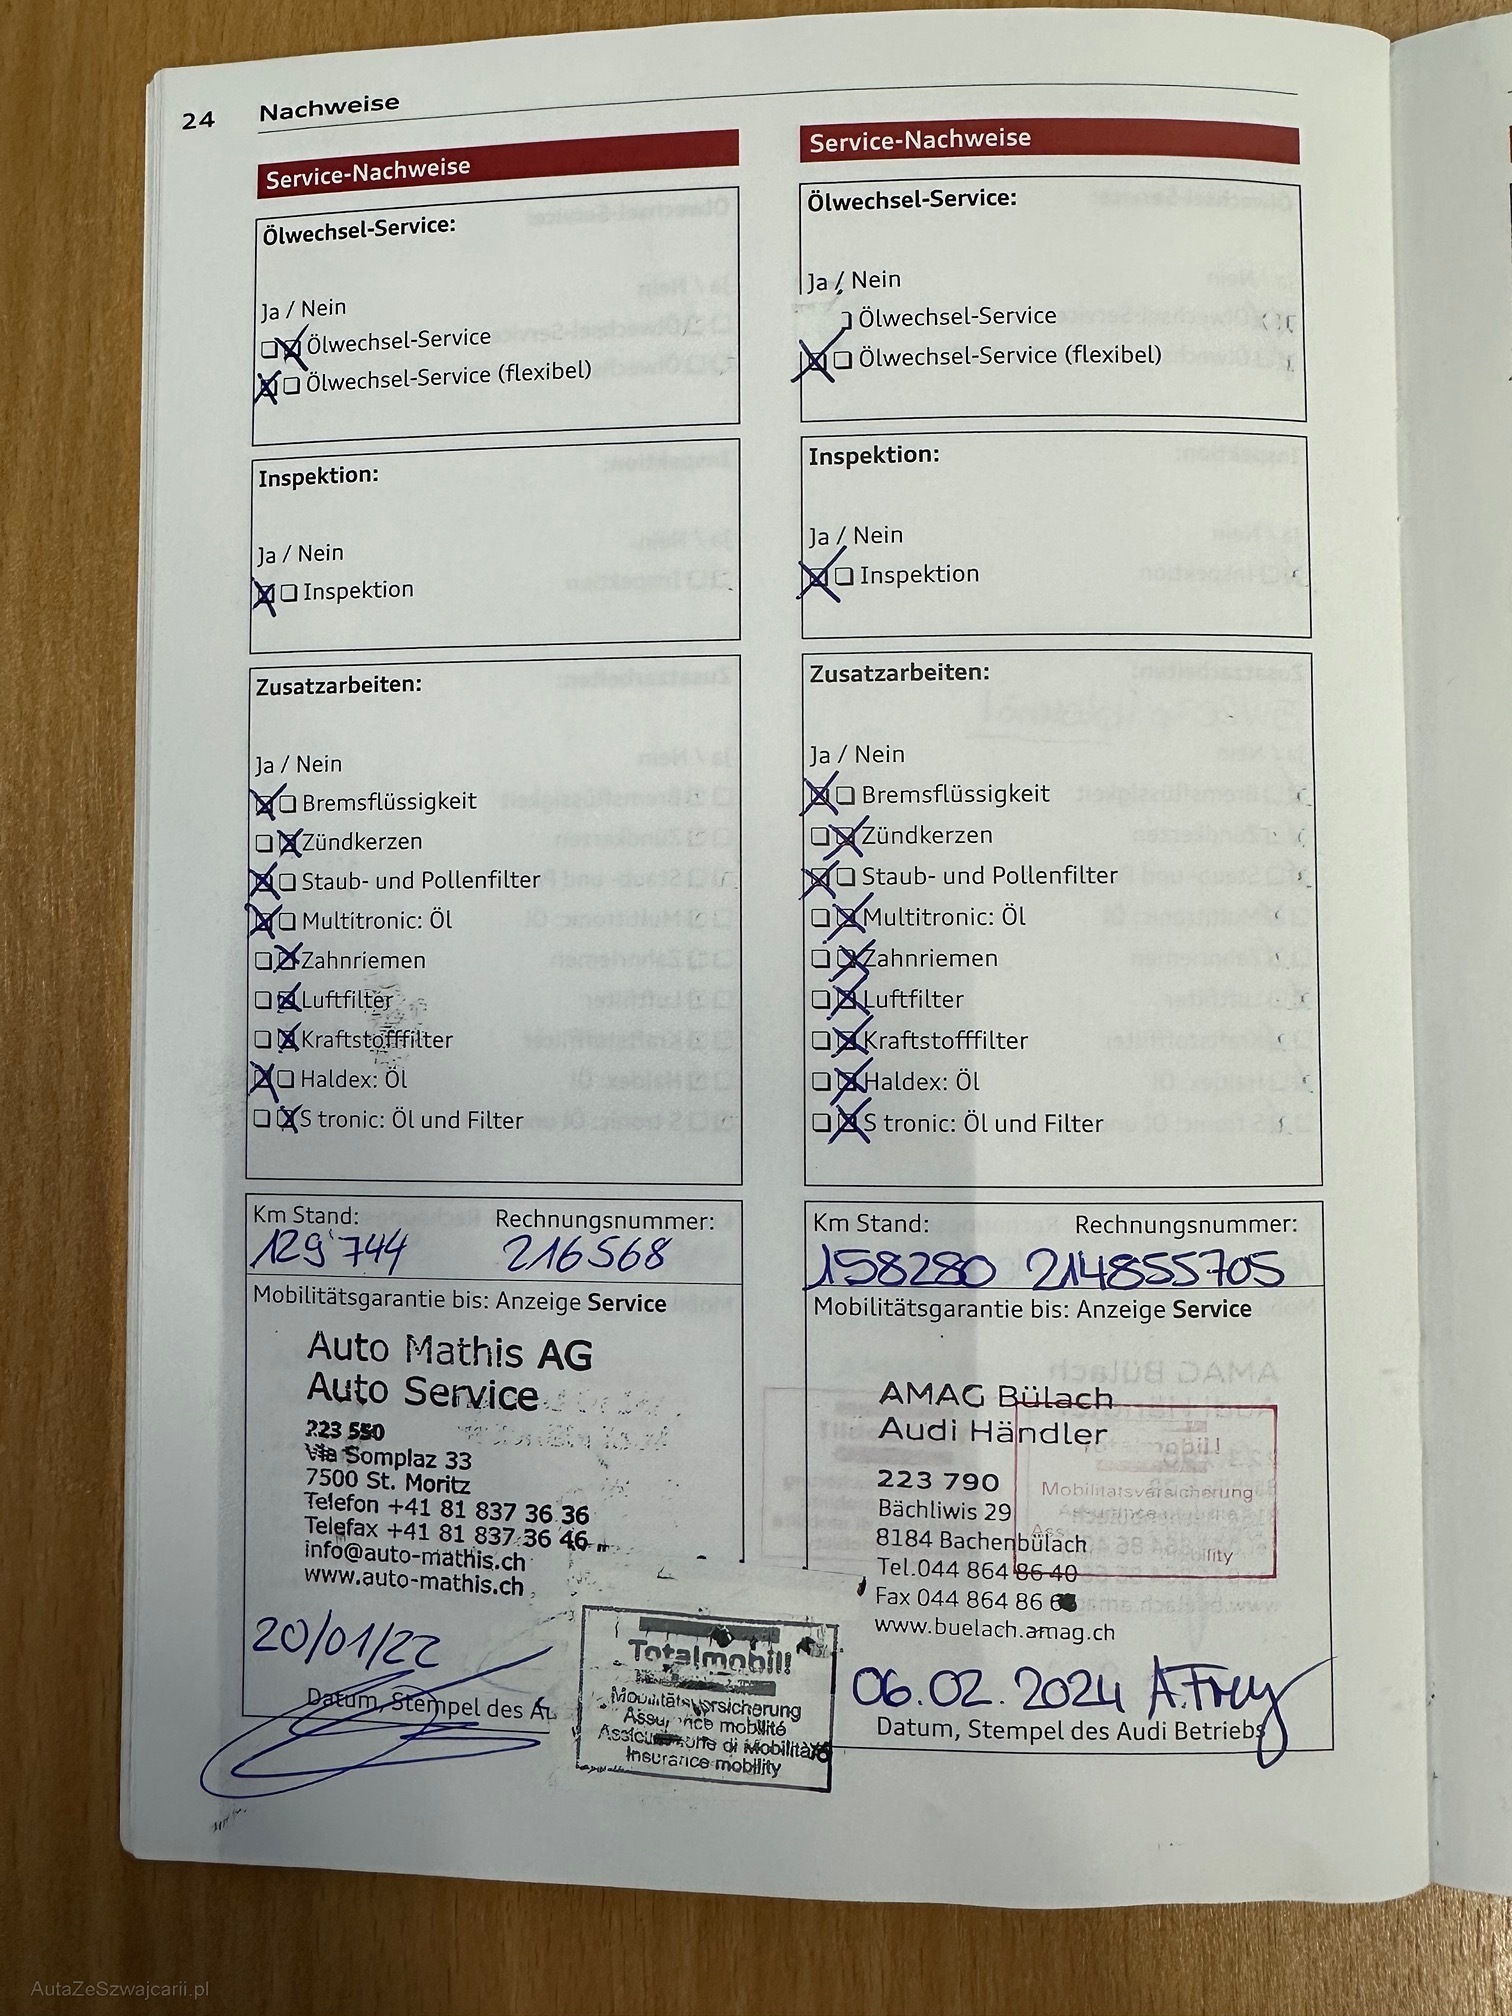 24 Nachweise
Service-Nachweise
Ölwechsel-Service:
Ja / Nein
Ölwechsel-Service
Ölwechsel-Service (flexibel)
Inspektion:
Ja / Nein
Inspektion
Zusatzarbeiten:
Ja / Nein
Bremsflüssigkeit
Zündkerzen
Staub- und Pollenfilter
Multitronic: Öl
Zahnriemen
Luftfilter
Kraftstofffilter
Haldex: Öl
S tronic: Öl und Filter
Km Stand: Rechnungsnummer:
129'744 216568
Mobilitätsgarantie bis: Anzeige Service
Auto Mathis AG
Auto Service
223 550
Via Somplaz 33
7500 St. Moritz
Telefon +41 81 837 36 36
Telefax +41 81 837 36 46
info@auto-mathis.ch
www.auto-mathis.ch
20/01/22
Datum, Stempel des
Totalmobil!
Mobilitätsversicherung
Assurance mobilité
Assicurazione di Mobilità
Insurance mobility
Service-Nachweise
Ölwechsel-Service:
Ja / Nein
Ölwechsel-Service
Ölwechsel-Service (flexibel)
Inspektion:
Ja / Nein
Inspektion
Zusatzarbeiten:
Ja / Nein
Bremsflüssigkeit
Zündkerzen
Staub- und Pollenfilter
Multitronic: Öl
Zahnriemen
Luftfilter
Kraftstofffilter
Haldex: Öl
S tronic: Öl und Filter
Km Stand: Rechnungsnummer:
158280 214855705
Mobilitätsgarantie bis: Anzeige Service
AMAG Bülach
Audi Händler
223 790
Bächliwis 29
8184 Bachenbülach
Tel.044 864 86 40
Fax 044 864 86
www.buelach.amag.ch
Mobilitätsversicherung
06.02.2024 A.Frey
Datum, Stempel des Audi Betriebs
AutaZeSzwajcarii.pl